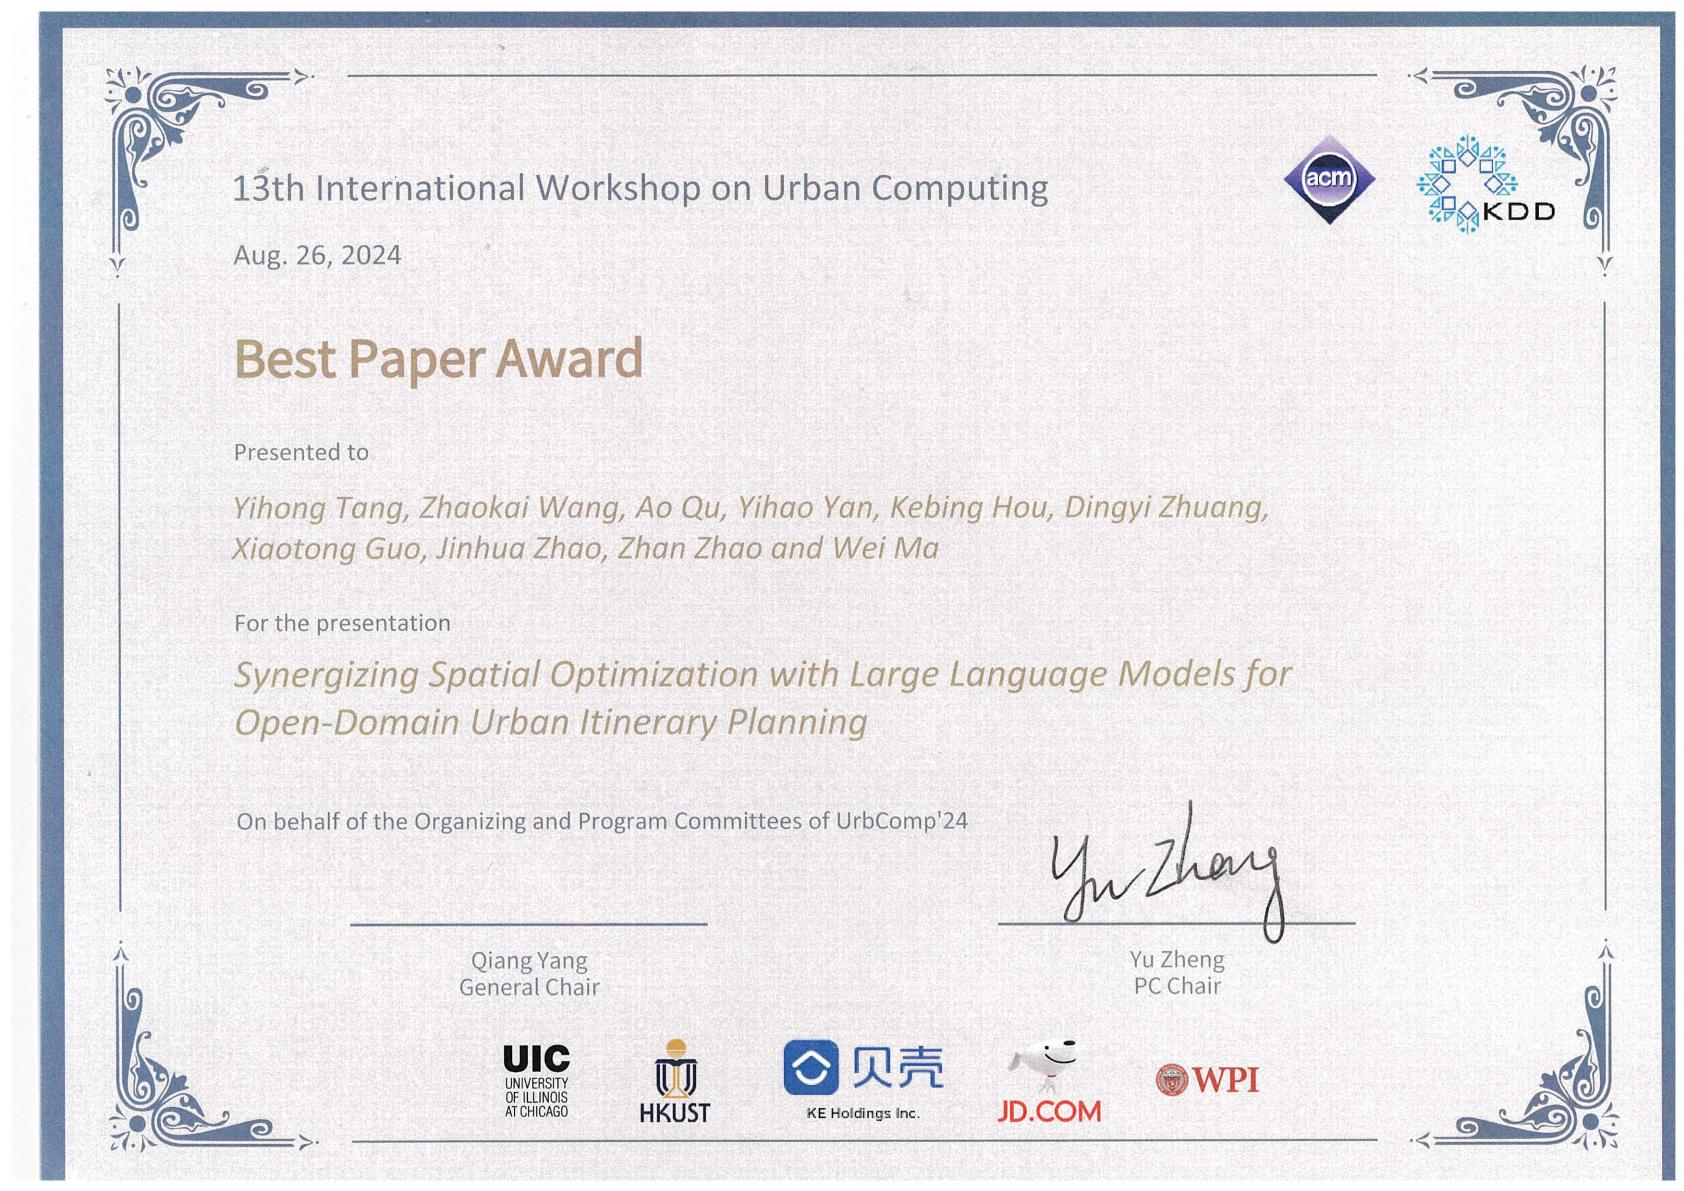 13th International Workshop on Urban Computing
acm
KDD
Aug. 26, 2024
Best Paper Award
Presented to
Yihong Tang, Zhaokai Wang, Ao Qu, Yihao Yan, Kebing Hou, Dingyi Zhuang,
Xiaotong Guo, Jinhua Zhao, Zhan Zhao and Wei Ma
For the presentation
Synergizing Spatial Optimization with Large Language Models for
Open-Domain Urban Itinerary Planning
On behalf of the Organizing and Program Committees of UrbComp'24
Yu Zheng
Qiang Yang
General Chair
Yu Zheng
PC Chair
UIC
UNIVERSITY
OF ILLINOIS
AT CHICAGO
HKUST
贝壳
KE Holdings Inc.
JD.COM
WPI